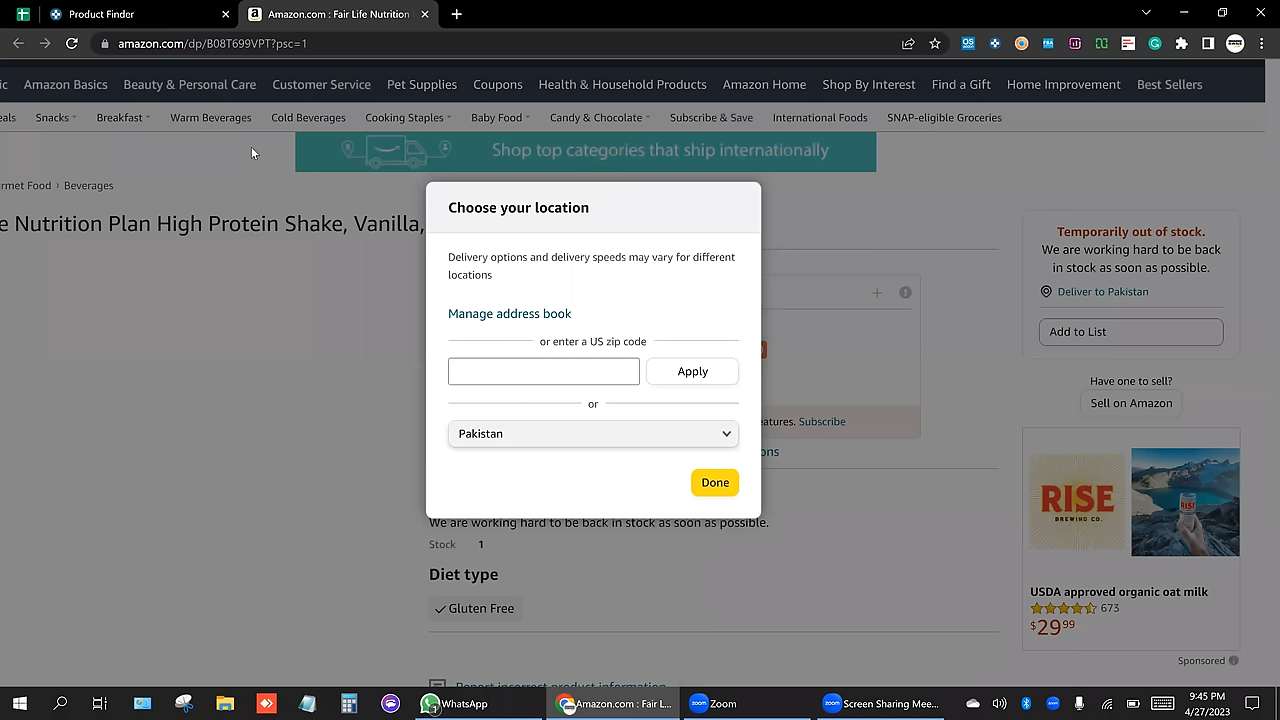 Product Finder
Amazon.com : Fair Life Nutrition
amazon.com/dp/B08T699VPT?psc=1
ic Amazon Basics Beauty & Personal Care Customer Service Pet Supplies Coupons Health & Household Products Amazon Home Shop By Interest Find a Gift Home Improvement Best Sellers
eals Snacks Breakfast Warm Beverages Cold Beverages Cooking Staples Baby Food Candy & Chocolate Subscribe & Save International Foods SNAP-eligible Groceries
Shop top categories that ship internationally
rmet Food › Beverages
e Nutrition Plan High Protein Shake, Vanilla,
Choose your location
Delivery options and delivery speeds may vary for different
locations
Manage address book
or enter a US zip code
Apply
or
Pakistan
Done
eatures. Subscribe
ons
We are working hard to be back in stock as soon as possible.
Stock 1
Diet type
Gluten Free
Report incorrect product information
Temporarily out of stock.
We are working hard to be back
in stock as soon as possible.
Deliver to Pakistan
Add to List
Have one to sell?
Sell on Amazon
RISE
BREWING CO.
USDA approved organic oat milk
673
$29 99
Sponsored
WhatsApp
Amazon.com : Fair L...
zoom Zoom
zoom Screen Sharing Mee...
9:45 PM
4/27/2023